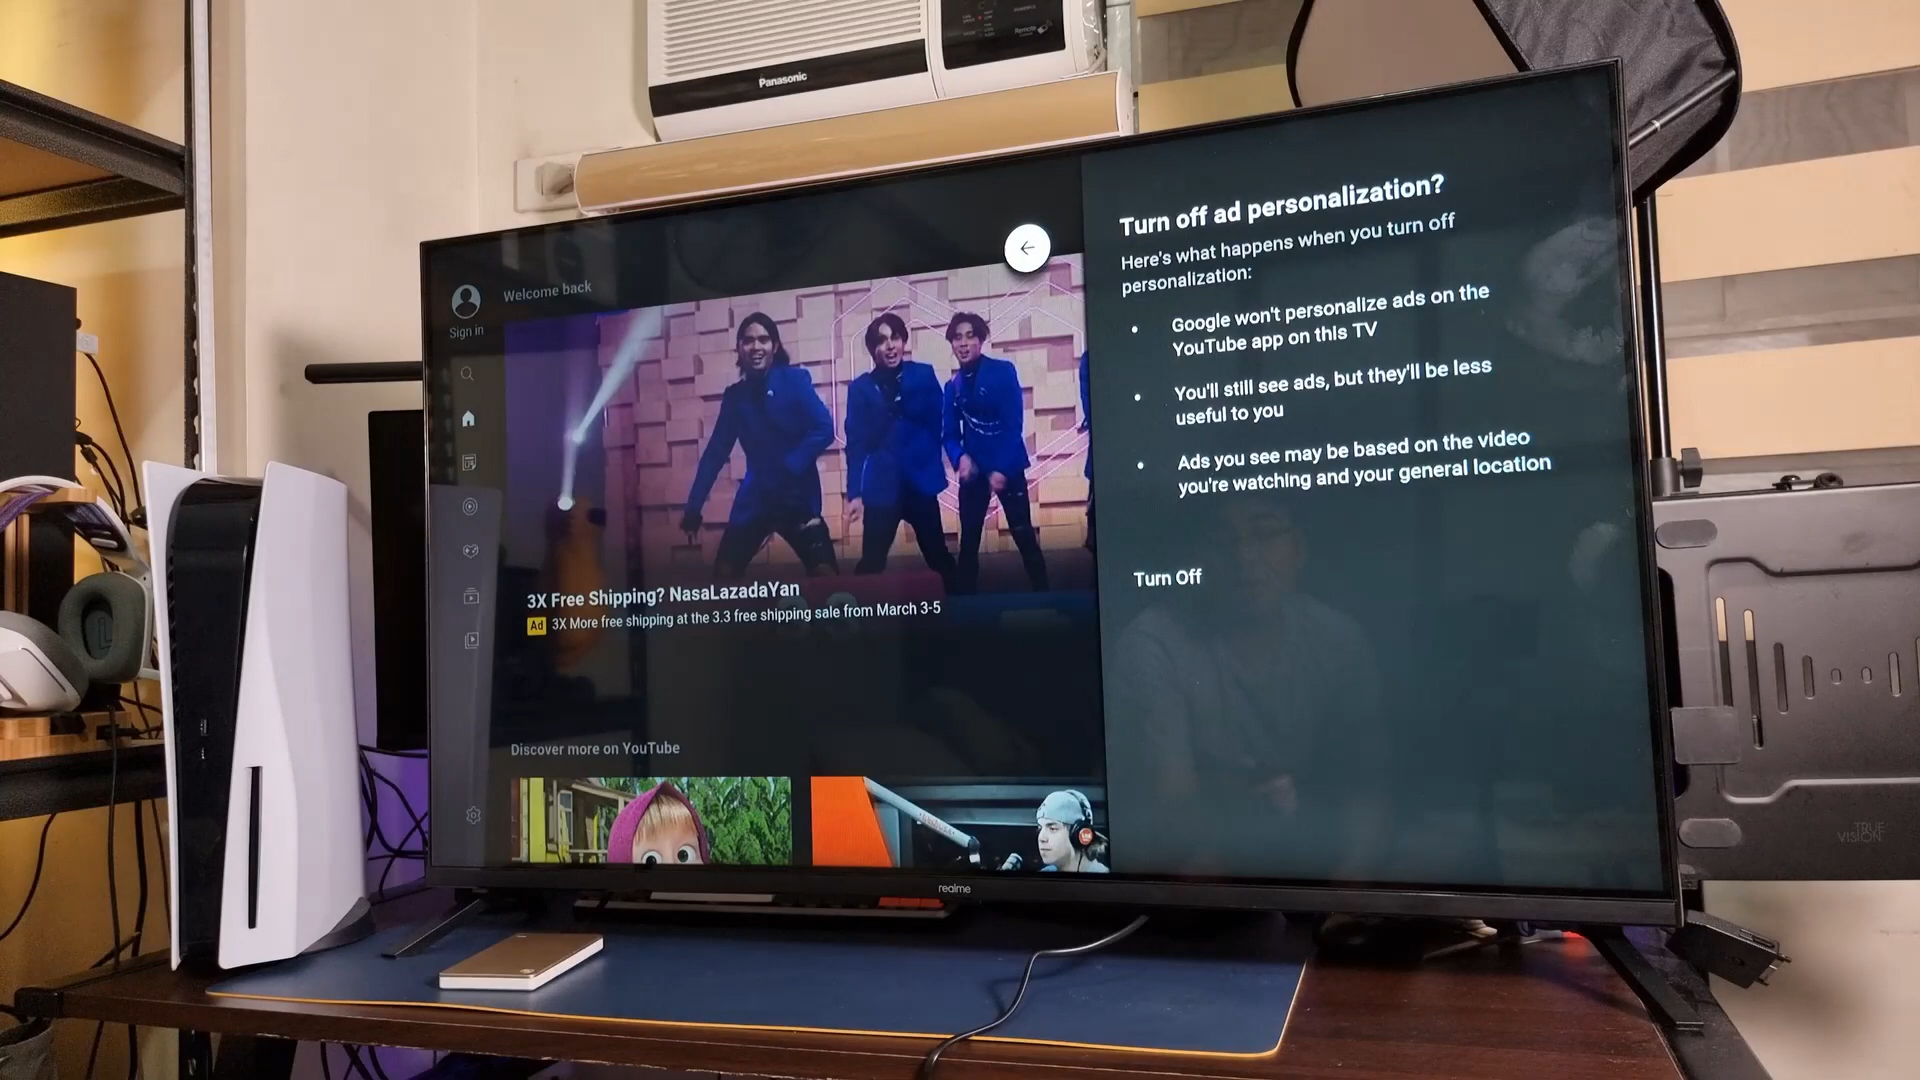 Panasonic
Remote
Turn off ad personalization?
Here's what happens when you turn off
personalization:
Google won't personalize ads on the
YouTube app on this TV
You'll still see ads, but they'll be less
useful to you
Ads you see may be based on the video
you're watching and your general location
Turn Off
Welcome back
Sign in
3X Free Shipping? NasaLazadaYan
Ad 3X More free shipping at the 3.3 free shipping sale from March 3-5
Discover more on YouTube
realme
TRUE
VISION